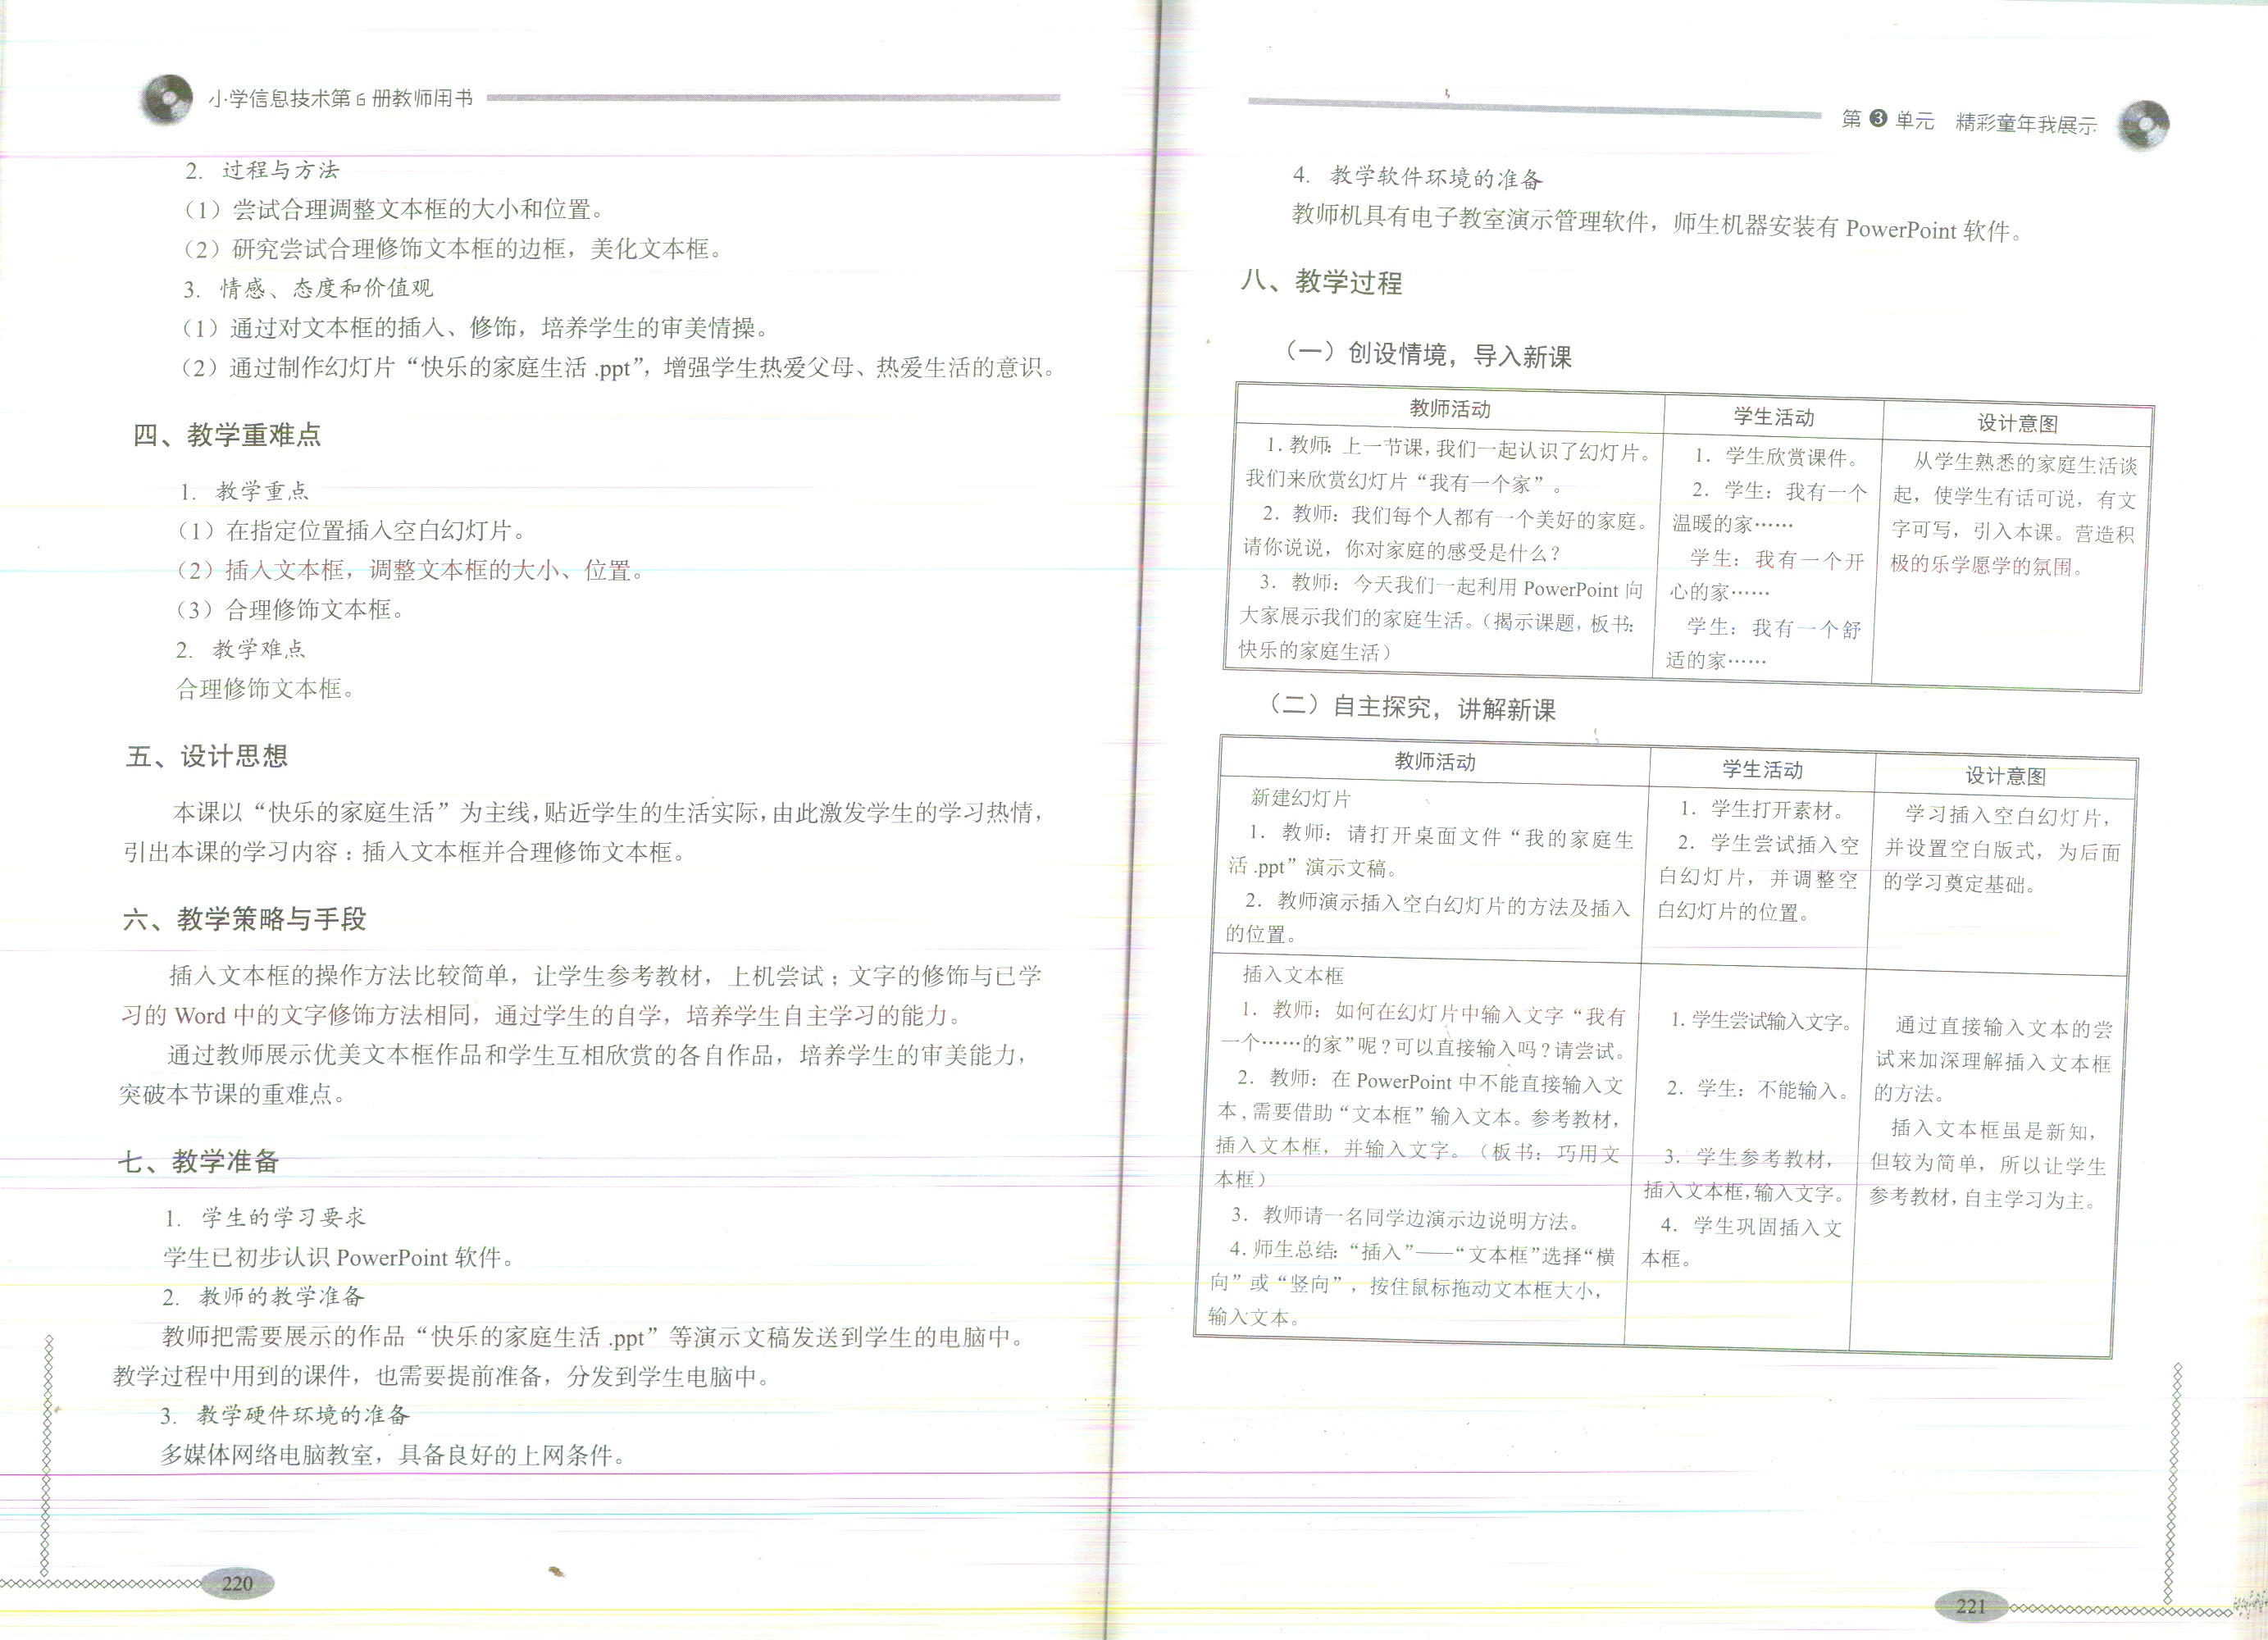 小学信息技术第6册教师用书
2. 过程与方法
（1）尝试合理调整文本框的大小和位置。
（2）研究尝试合理修饰文本框的边框，美化文本框。
3. 情感、态度和价值观
（1）通过对文本框的插入、修饰，培养学生的审美情操。
（2）通过制作幻灯片“快乐的家庭生活.ppt”，增强学生热爱父母、热爱生活的意识。
四、教学重难点
1. 教学重点
（1）在指定位置插入空白幻灯片。
（2）插入文本框，调整文本框的大小、位置。
（3）合理修饰文本框。
2. 教学难点
合理修饰文本框。
五、设计思想
本课以“快乐的家庭生活”为主线，贴近学生的生活实际，由此激发学生的学习热情，
引出本课的学习内容：插入文本框并合理修饰文本框。
六、教学策略与手段
插入文本框的操作方法比较简单，让学生参考教材，上机尝试；文字的修饰与已学
习的 Word 中的文字修饰方法相同，通过学生的自学，培养学生自主学习的能力。
通过教师展示优美文本框作品和学生互相欣赏的各自作品，培养学生的审美能力，
突破本节课的重难点。
七、教学准备
1. 学生的学习要求
学生已初步认识 PowerPoint 软件。
2. 教师的教学准备
教师把需要展示的作品“快乐的家庭生活.ppt”等演示文稿发送到学生的电脑中。
教学过程中用到的课件，也需要提前准备，分发到学生电脑中。
3. 教学硬件环境的准备
多媒体网络电脑教室，具备良好的上网条件。
220
第3单元 精彩童年我展示
4. 教学软件环境的准备
教师机具有电子教室演示管理软件，师生机器安装有 PowerPoint 软件。
八、教学过程
（一）创设情境，导入新课
教师活动
1. 教师：上一节课，我们一起认识了幻灯片。
我们来欣赏幻灯片“我有一个家”。
2. 教师：我们每个人都有一个美好的家庭。
请你说说，你对家庭的感受是什么？
3. 教师：今天我们一起利用 PowerPoint 向
大家展示我们的家庭生活。（揭示课题，板书：
快乐的家庭生活）
学生活动
1. 学生欣赏课件。
2. 学生：我有一个
温暖的家……
学生：我有一个开
心的家……
学生：我有一个舒
适的家……
设计意图
从学生熟悉的家庭生活谈
起，使学生有话可说，有文
字可写，引入本课。营造积
极的乐学愿学的氛围。
（二）自主探究，讲解新课
教师活动
学生活动
设计意图
新建幻灯片
1. 教师：请打开桌面文件“我的家庭生
活.ppt”演示文稿。
2. 教师演示插入空白幻灯片的方法及插入
的位置。
1. 学生打开素材。
2. 学生尝试插入空
白幻灯片，并调整空
白幻灯片的位置。
学习插入空白幻灯片，
并设置空白版式，为后面
的学习奠定基础。
插入文本框
1. 教师：如何在幻灯片中输入文字“我有
一个……的家”呢？可以直接输入吗？请尝试。
2. 教师：在 PowerPoint 中不能直接输入文
本，需要借助“文本框”输入文本。参考教材，
插入文本框，并输入文字。（板书：巧用文
本框）
3. 教师请一名同学边演示边说明方法。
4. 师生总结：“插入”——“文本框”选择“横
向”或“竖向”，按住鼠标拖动文本框大小，
输入文本。
1. 学生尝试输入文字。
2. 学生：不能输入。
3. 学生参考教材，
插入文本框，输入文字。
4. 学生巩固插入文
本框。
通过直接输入文本的尝
试来加深理解插入文本框
的方法。
插入文本框虽是新知，
但较为简单，所以让学生
参考教材，自主学习为主。
221